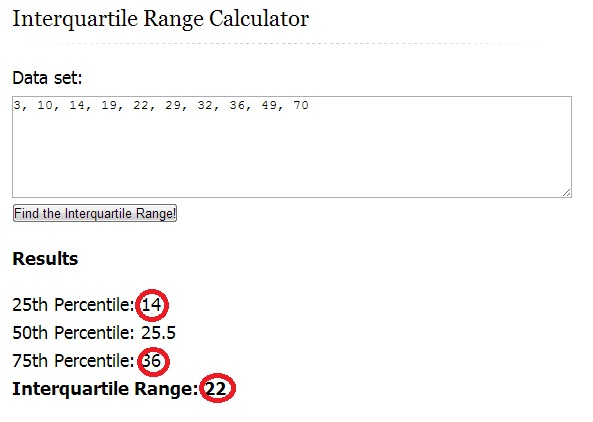 Interquartile Range Calculator
Data set:
3, 10, 14, 19, 22, 29, 32, 36, 49, 70
Find the Interquartile Range!
Results
25th Percentile: 14
50th Percentile: 25.5
75th Percentile: 36
Interquartile Range: 22